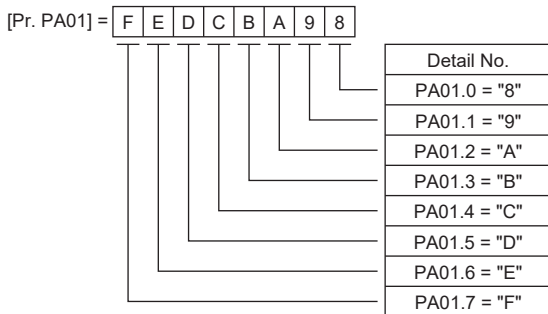 [Pr. PA01] = F E D C B A 9 8
Detail No.
PA01.0 = "8"
PA01.1 = "9"
PA01.2 = "A"
PA01.3 = "B"
PA01.4 = "C"
PA01.5 = "D"
PA01.6 = "E"
PA01.7 = "F"